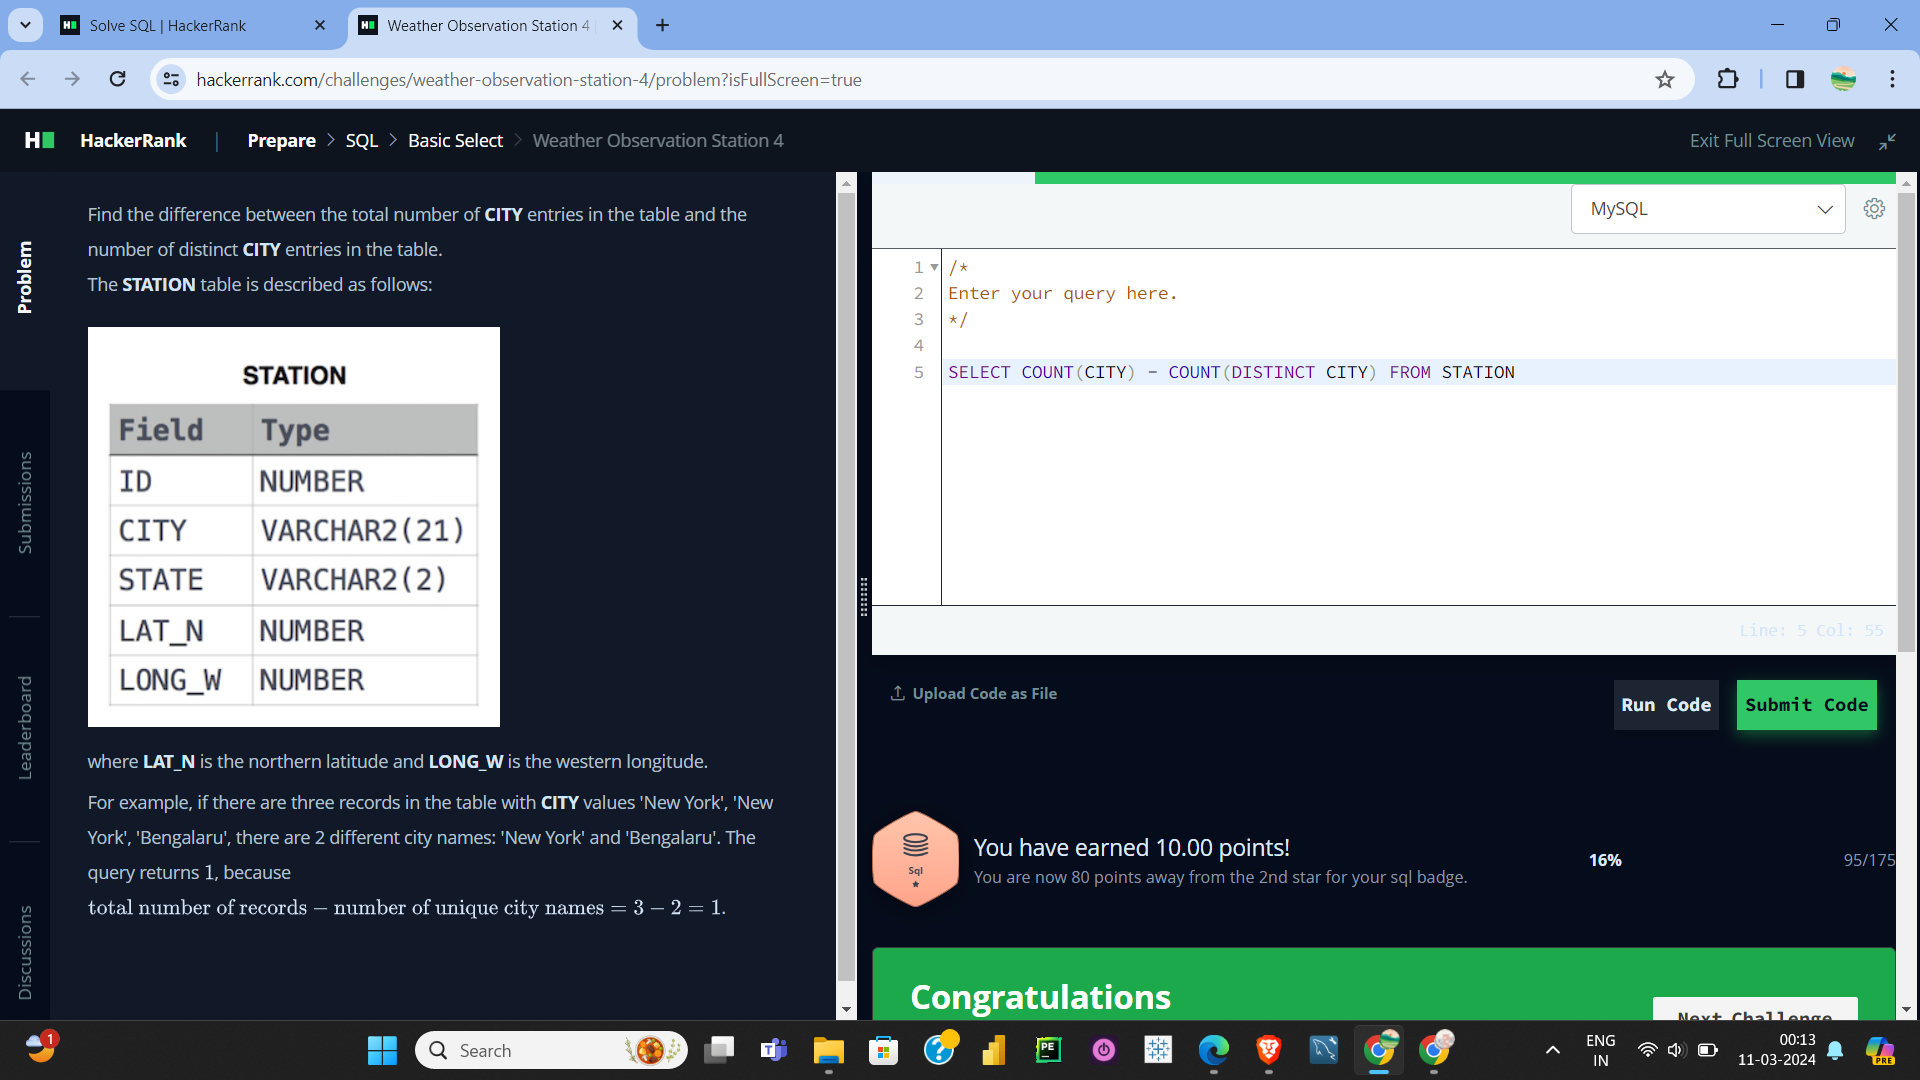 Solve SQL | HackerRank
Weather Observation Station 4
hackerrank.com/challenges/weather-observation-station-4/problem?isFullScreen=true
HackerRank | Prepare > SQL > Basic Select > Weather Observation Station 4
Exit Full Screen View
Problem
Submissions
Leaderboard
Discussions
Find the difference between the total number of CITY entries in the table and the
number of distinct CITY entries in the table.
The STATION table is described as follows:
STATION
Field Type
ID NUMBER
CITY VARCHAR2(21)
STATE VARCHAR2(2)
LAT_N NUMBER
LONG_W NUMBER
where LAT_N is the northern latitude and LONG_W is the western longitude.
For example, if there are three records in the table with CITY values 'New York', 'New
York', 'Bengalaru', there are 2 different city names: 'New York' and 'Bengalaru'. The
query returns 1, because
total number of records − number of unique city names = 3 − 2 = 1.
MySQL
1 /*
2 Enter your query here.
3 */
4
5 SELECT COUNT(CITY) - COUNT(DISTINCT CITY) FROM STATION
Line: 5 Col: 55
Upload Code as File
Run Code
Submit Code
Sql
You have earned 10.00 points!
You are now 80 points away from the 2nd star for your sql badge.
16%
95/175
Congratulations
Next Challenge
1
Search
PE
ENG
IN
00:13
11-03-2024
PRE